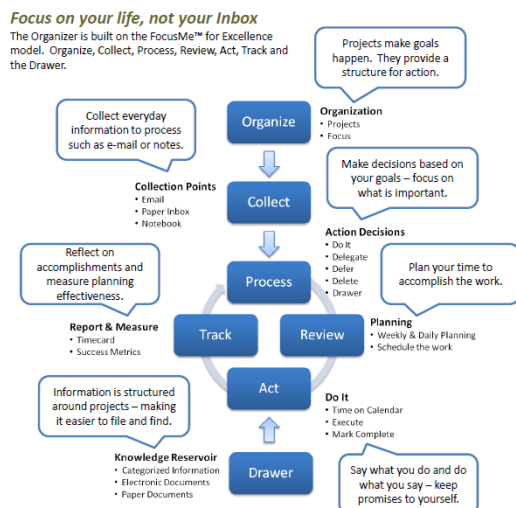 Focus on your life, not your Inbox
The Organizer is built on the FocusMe™ for Excellence
model. Organize, Collect, Process, Review, Act, Track and
the Drawer.
Projects make goals
happen. They provide a
structure for action.
Collect everyday
information to process
such as e-mail or notes.
Organize
Organization
• Projects
• Focus
Make decisions based on
your goals – focus on
what is important.
Collection Points
• Email
• Paper Inbox
• Notebook
Collect
Action Decisions
• Do It
• Delegate
• Defer
• Delete
• Drawer
Reflect on
accomplishments and
measure planning
effectiveness.
Process
Plan your time to
accomplish the work.
Report & Measure
• Timecard
• Success Metrics
Track
Review
Planning
• Weekly & Daily Planning
• Schedule the work
Information is structured
around projects – making
it easier to file and find.
Act
Do It
• Time on Calendar
• Execute
• Mark Complete
Knowledge Reservoir
• Categorized Information
• Electronic Documents
• Paper Documents
Drawer
Say what you do and do
what you say – keep
promises to yourself.